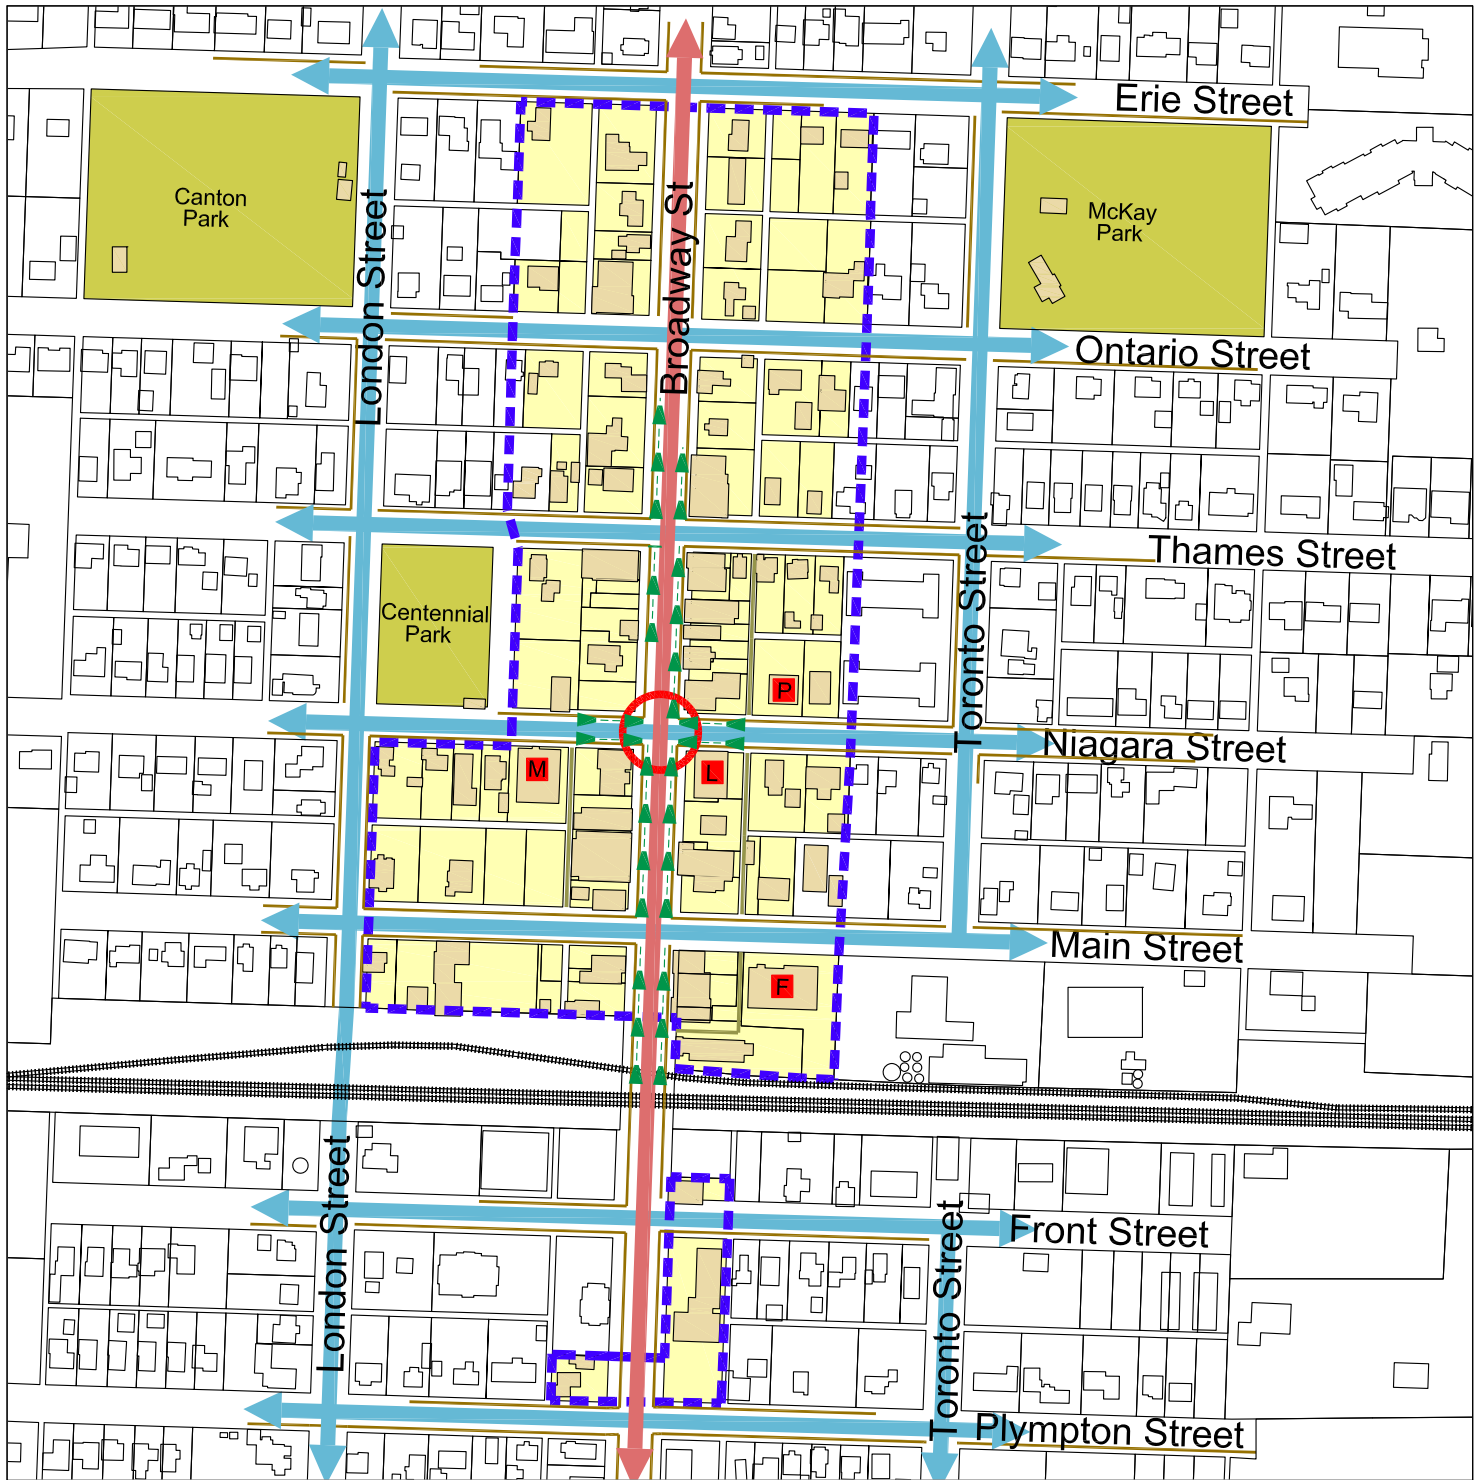 Erie Street
Canton
Park
London Street
Broadway St
McKay
Park
Ontario Street
Thames Street
Toronto Street
Centennial
Park
P
Niagara Street
M
L
Main Street
F
London Street
Toronto Street
Front Street
Plympton Street